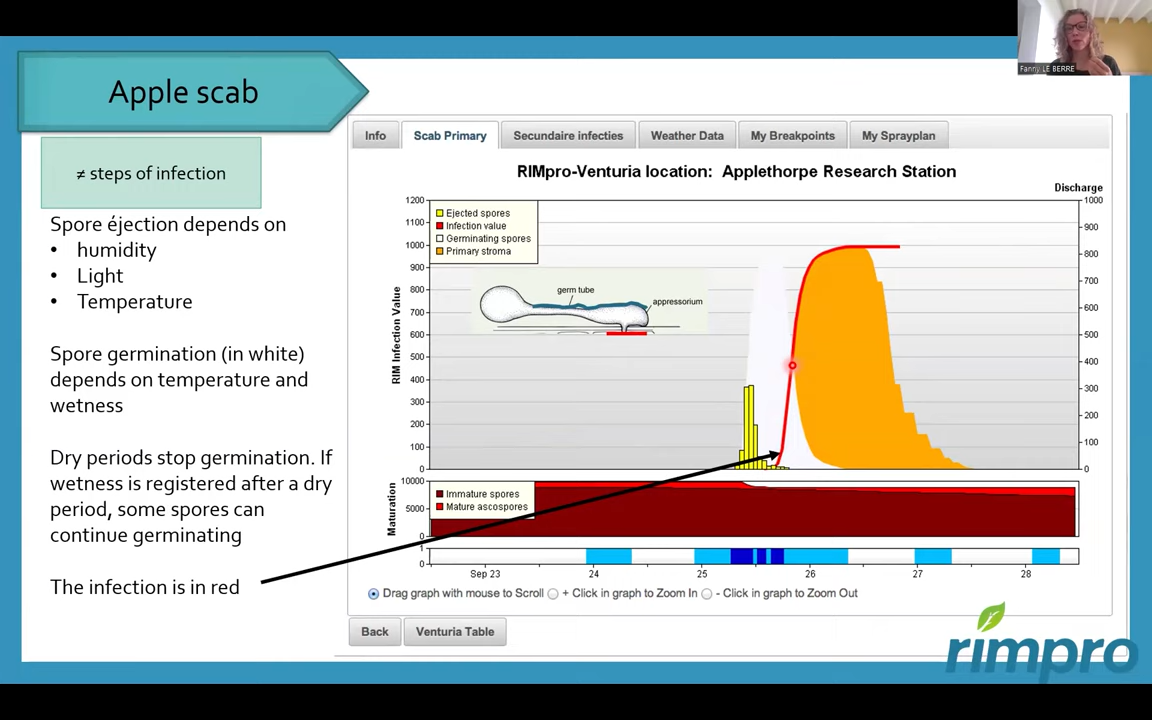 Fanny LE BERRE
Apple scab
≠ steps of infection
Spore éjection depends on
• humidity
• Light
• Temperature
Spore germination (in white)
depends on temperature and
wetness
Dry periods stop germination. If
wetness is registered after a dry
period, some spores can
continue germinating
The infection is in red
Info
Scab Primary
Secundaire infecties
Weather Data
My Breakpoints
My Sprayplan
RIMpro-Venturia location: Applethorpe Research Station
Discharge
1200
1100
1000
900
800
700
600
500
400
300
200
100
0
RIM Infection Value
Ejected spores
Infection value
Germinating spores
Primary stroma
germ tube
appressorium
1000
900
800
700
600
500
400
300
200
100
0
Maturation
10000
5000
0
Immature spores
Mature ascospores
1
0
Sep 23
24
25
26
27
28
Drag graph with mouse to Scroll
+ Click in graph to Zoom In
- Click in graph to Zoom Out
Back
Venturia Table
rimpro